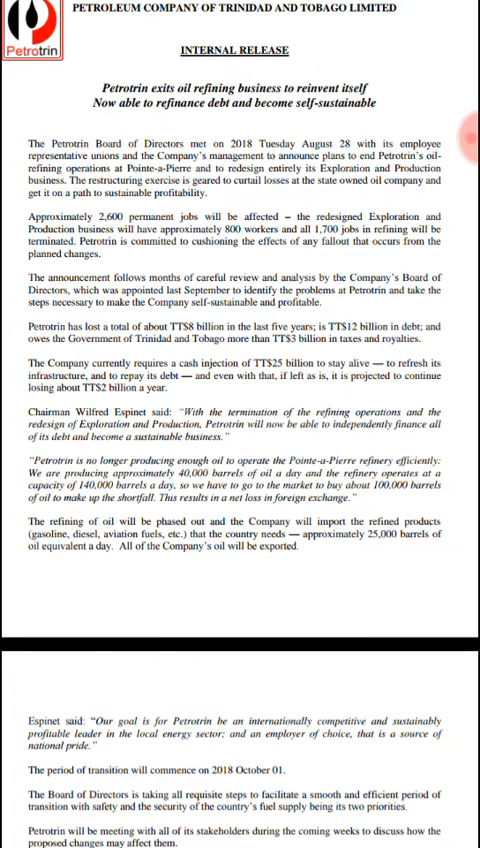 PETROLEUM COMPANY OF TRINIDAD AND TOBAGO LIMITED
Petrotrin
INTERNAL RELEASE
Petrotrin exits oil refining business to reinvent itself
Now able to refinance debt and become self-sustainable
The Petrotrin Board of Directors met on 2018 Tuesday August 28 with its employee
representative unions and the Company's management to announce plans to end Petrotrin's oil-
refining operations at Pointe-a-Pierre and to redesign entirely its Exploration and Production
business. The restructuring exercise is geared to curtail losses at the state owned oil company and
get it on a path to sustainable profitability.
Approximately 2,600 permanent jobs will be affected – the redesigned Exploration and
Production business will have approximately 800 workers and all 1,700 jobs in refining will be
terminated. Petrotrin is committed to cushioning the effects of any fallout that occurs from the
planned changes.
The announcement follows months of careful review and analysis by the Company's Board of
Directors, which was appointed last September to identify the problems at Petrotrin and take the
steps necessary to make the Company self-sustainable and profitable.
Petrotrin has lost a total of about TT$8 billion in the last five years; is TT$12 billion in debt; and
owes the Government of Trinidad and Tobago more than TT$3 billion in taxes and royalties.
The Company currently requires a cash injection of TT$25 billion to stay alive — to refresh its
infrastructure, and to repay its debt — and even with that, if left as is, it is projected to continue
losing about TT$2 billion a year.
Chairman Wilfred Espinet said: "With the termination of the refining operations and the
redesign of Exploration and Production, Petrotrin will now be able to independently finance all
of its debt and become a sustainable business."
"Petrotrin is no longer producing enough oil to operate the Pointe-a-Pierre refinery efficiently:
We are producing approximately 40,000 barrels of oil a day and the refinery operates at a
capacity of 140,000 barrels a day, so we have to go to the market to buy about 100,000 barrels
of oil to make up the shortfall. This results in a net loss in foreign exchange."
The refining of oil will be phased out and the Company will import the refined products
(gasoline, diesel, aviation fuels, etc.) that the country needs — approximately 25,000 barrels of
oil equivalent a day. All of the Company's oil will be exported.
Espinet said: "Our goal is for Petrotrin be an internationally competitive and sustainably
profitable leader in the local energy sector; and an employer of choice, that is a source of
national pride."
The period of transition will commence on 2018 October 01.
The Board of Directors is taking all requisite steps to facilitate a smooth and efficient period of
transition with safety and the security of the country's fuel supply being its two priorities.
Petrotrin will be meeting with all of its stakeholders during the coming weeks to discuss how the
proposed changes may affect them.